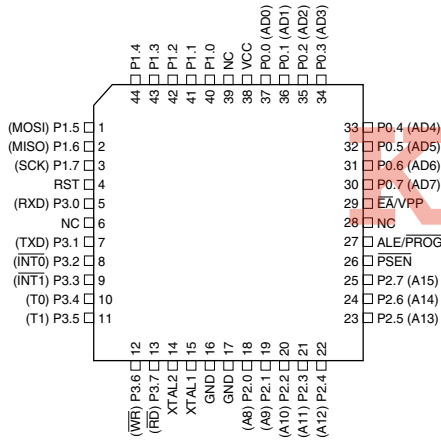 44 P1.4
43 P1.3
42 P1.2
41 P1.1
40 P1.0
39 NC
38 VCC
37 P0.0 (AD0)
36 P0.1 (AD1)
35 P0.2 (AD2)
34 P0.3 (AD3)
(MOSI) P1.5 1
(MISO) P1.6 2
(SCK) P1.7 3
RST 4
(RXD) P3.0 5
NC 6
(TXD) P3.1 7
(INT0) P3.2 8
(INT1) P3.3 9
(T0) P3.4 10
(T1) P3.5 11
33 P0.4 (AD4)
32 P0.5 (AD5)
31 P0.6 (AD6)
30 P0.7 (AD7)
29 EA/VPP
28 NC
27 ALE/PROG
26 PSEN
25 P2.7 (A15)
24 P2.6 (A14)
23 P2.5 (A13)
(WR) P3.6 12
(RD) P3.7 13
XTAL2 14
XTAL1 15
GND 16
GND 17
(A8) P2.0 18
(A9) P2.1 19
(A10) P2.2 20
(A11) P2.3 21
(A12) P2.4 22